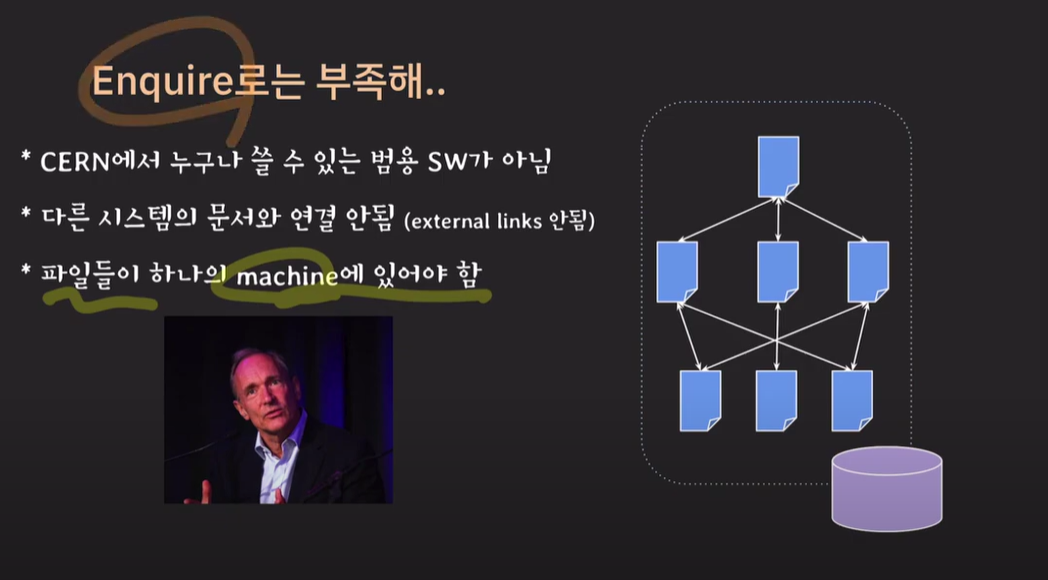 Enquire로는 부족해..
* CERN에서 누구나 쓸 수 있는 범용 SW가 아님
* 다른 시스템의 문서와 연결 안됨 (external links 안됨)
* 파일들이 하나의 machine에 있어야 함